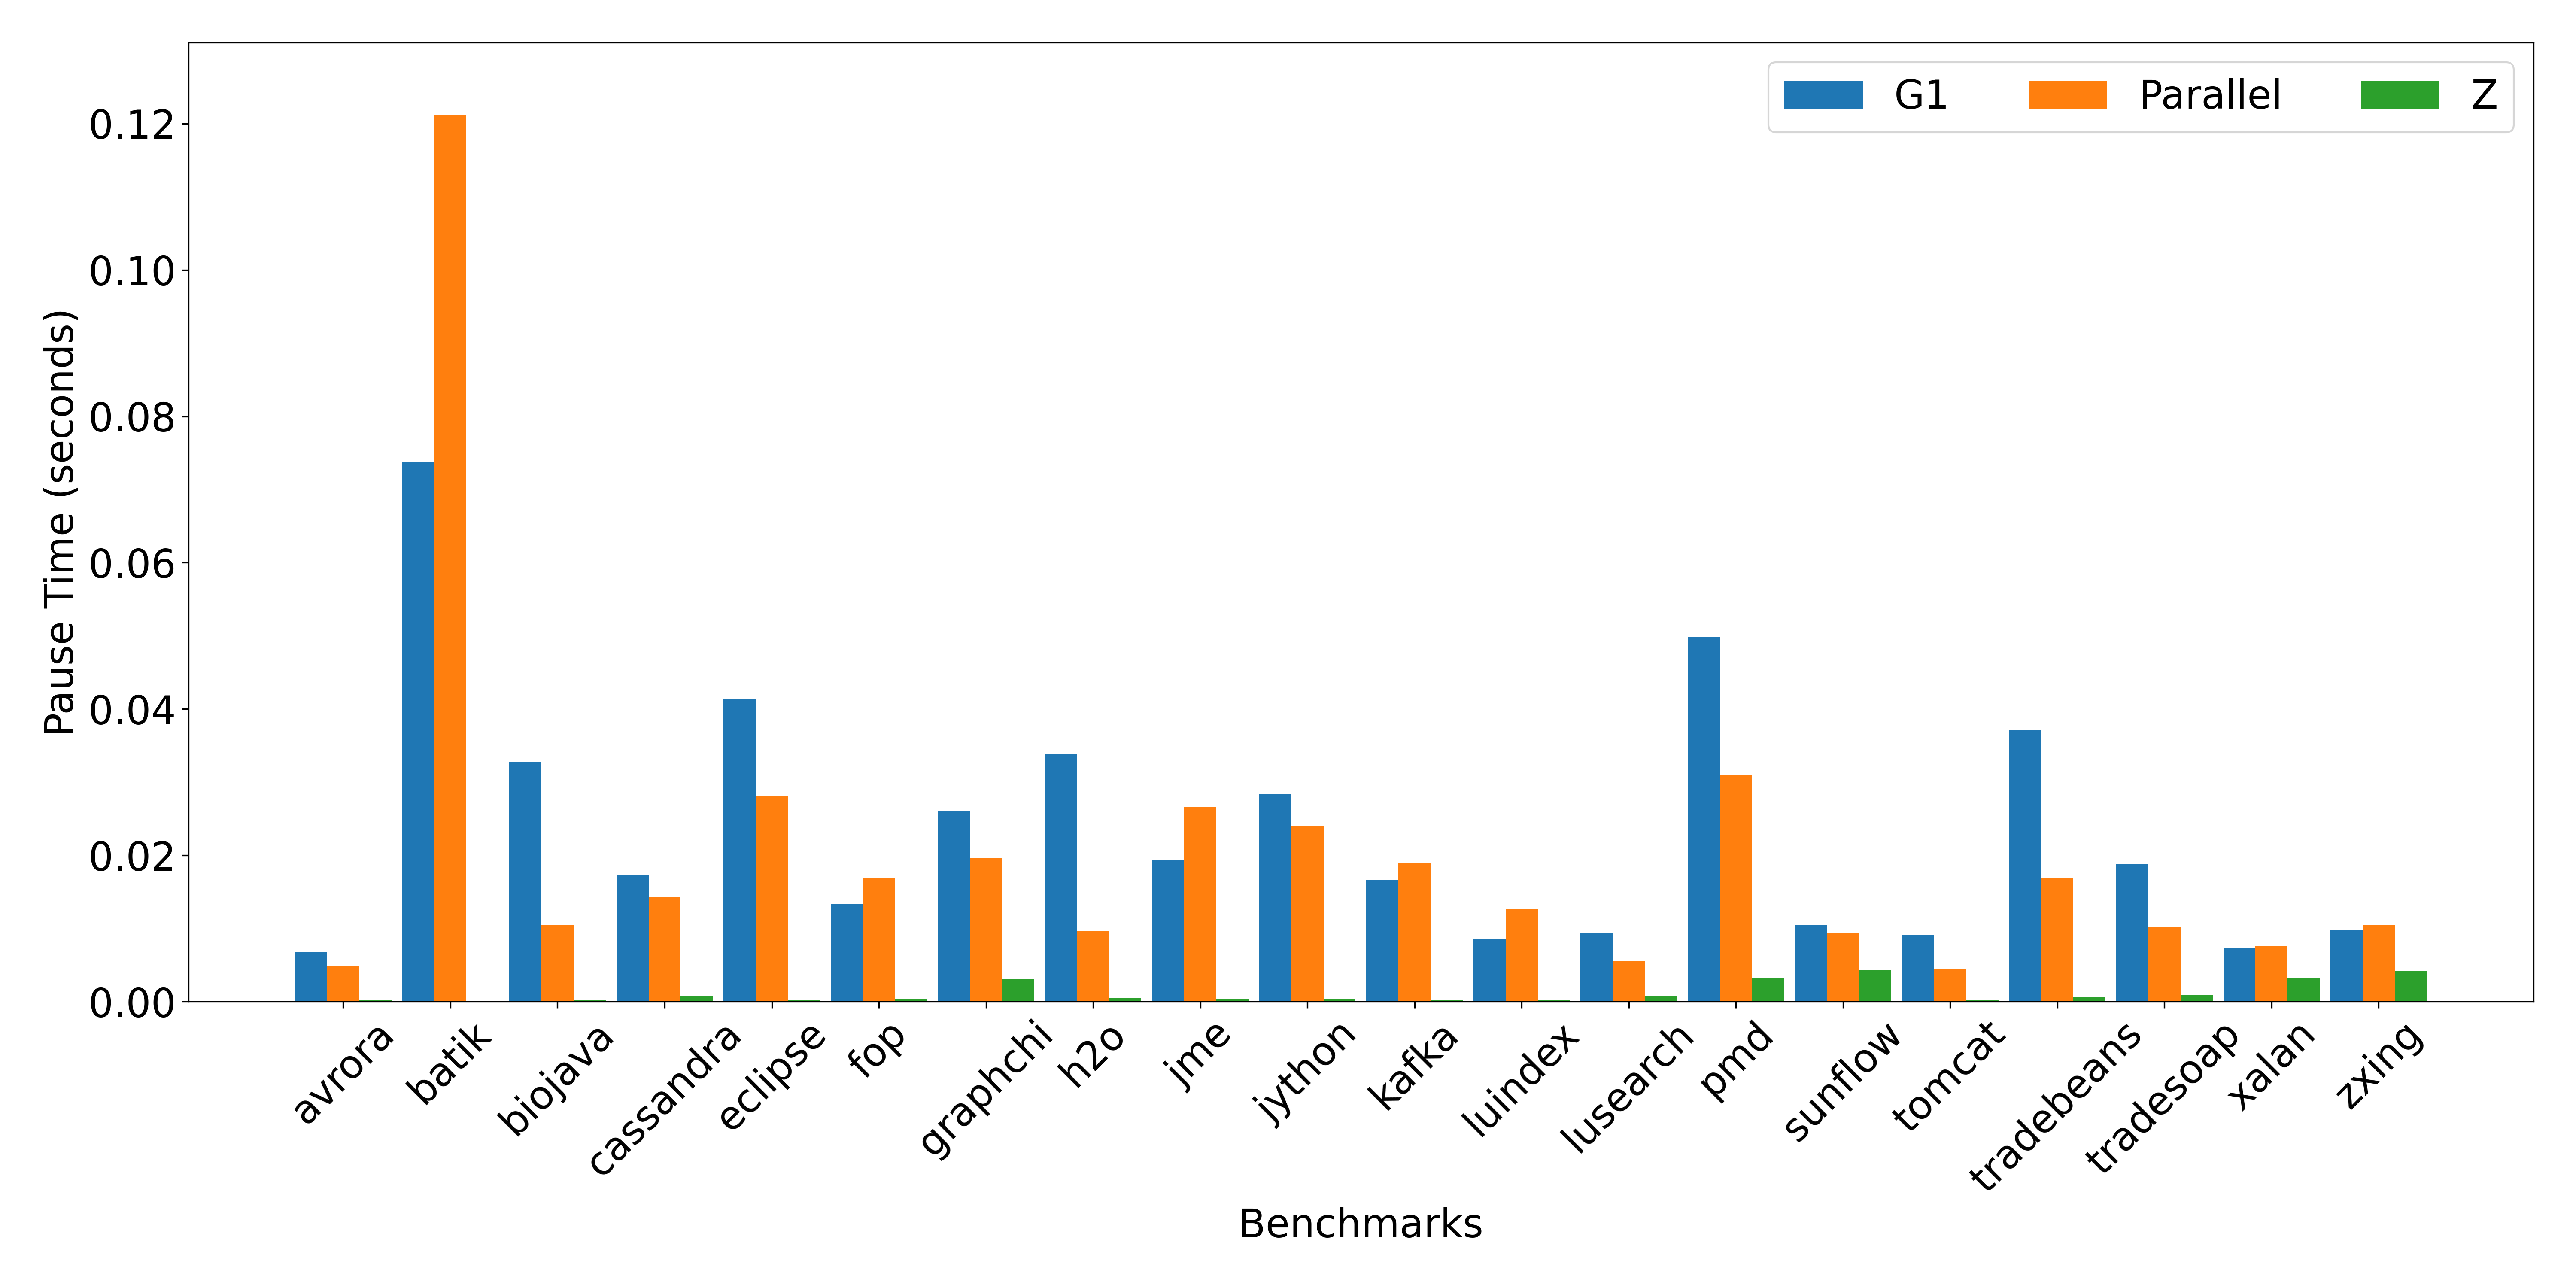 G1 Parallel Z
Pause Time (seconds)
0.12
0.10
0.08
0.06
0.04
0.02
0.00
avrora batik biojava cassandra eclipse fop graphchi h2o jme jython kafka luindex lusearch pmd sunflow tomcat tradebeans tradesoap xalan zxing
Benchmarks